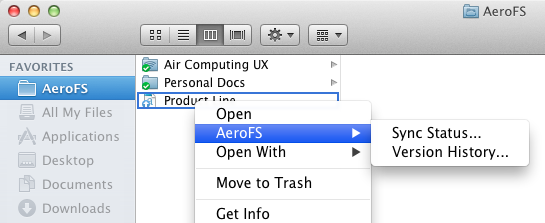 AeroFS
FAVORITES
AeroFS
All My Files
Applications
Desktop
Documents
Downloads
Air Computing UX
Personal Docs
Product Line
Open
AeroFS
Open With
Move to Trash
Get Info
Sync Status...
Version History...